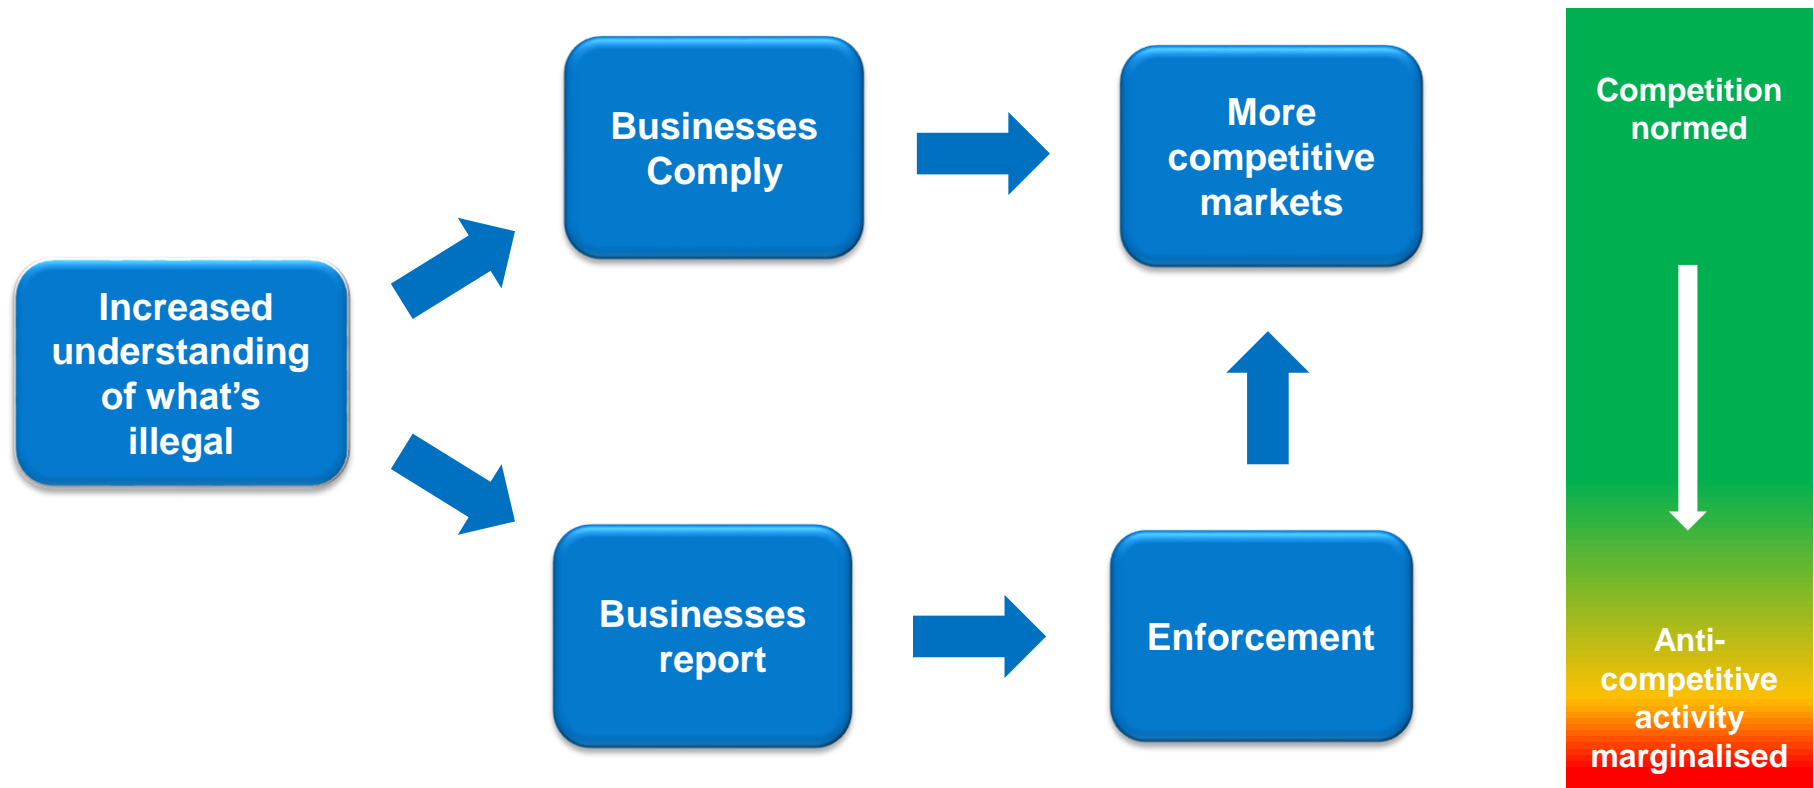 Increased
understanding
of what’s
illegal
Businesses
Comply
More
competitive
markets
Businesses
report
Enforcement
Competition
normed
Anti-
competitive
activity
marginalised